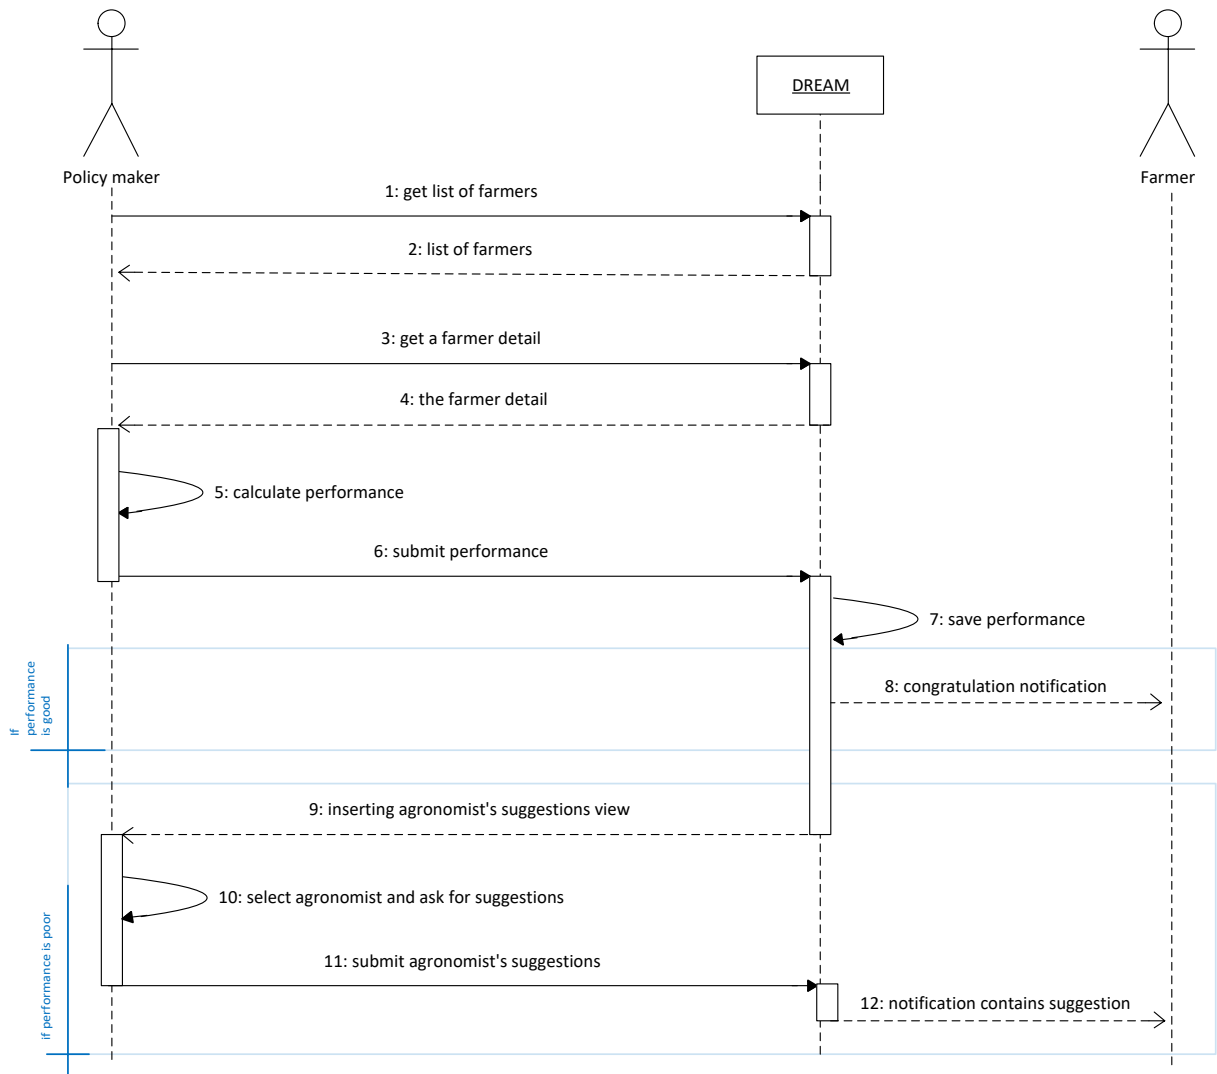 DREAM
Policy maker
Farmer
1: get list of farmers
2: list of farmers
3: get a farmer detail
4: the farmer detail
5: calculate performance
6: submit performance
7: save performance
If
performance
is good
8: congratulation notification
9: inserting agronomist's suggestions view
10: select agronomist and ask for suggestions
if performance is poor
11: submit agronomist's suggestions
12: notification contains suggestion